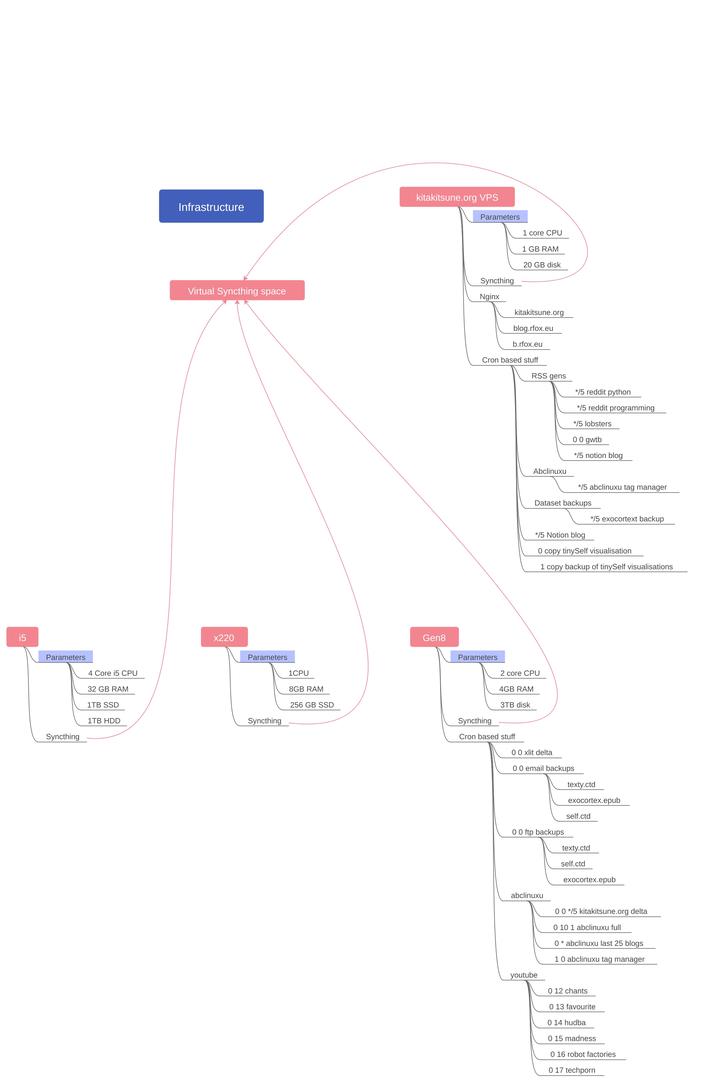 Infrastructure
Virtual Syncthing space
kitakitsune.org VPS
Parameters
1 core CPU
1 GB RAM
20 GB disk
Syncthing
Nginx
kitakitsune.org
blog.rfox.eu
b.rfox.eu
Cron based stuff
RSS gens
*/5 reddit python
*/5 reddit programming
*/5 lobsters
0 0 gwtb
*/5 notion blog
Abclinuxu
*/5 abclinuxu tag manager
Dataset backups
*/5 exocortext backup
*/5 Notion blog
0 copy tinySelf visualisation
1 copy backup of tinySelf visualisations
i5
Parameters
4 Core i5 CPU
32 GB RAM
1TB SSD
1TB HDD
Syncthing
x220
Parameters
1CPU
8GB RAM
256 GB SSD
Syncthing
Gen8
Parameters
2 core CPU
4GB RAM
3TB disk
Syncthing
Cron based stuff
0 0 xlit delta
0 0 email backups
texty.ctd
exocortex.epub
self.ctd
0 0 ftp backups
texty.ctd
self.ctd
exocortex.epub
abclinuxu
0 0 */5 kitakitsune.org delta
0 10 1 abclinuxu full
0 * abclinuxu last 25 blogs
1 0 abclinuxu tag manager
youtube
0 12 chants
0 13 favourite
0 14 hudba
0 15 madness
0 16 robot factories
0 17 techporn